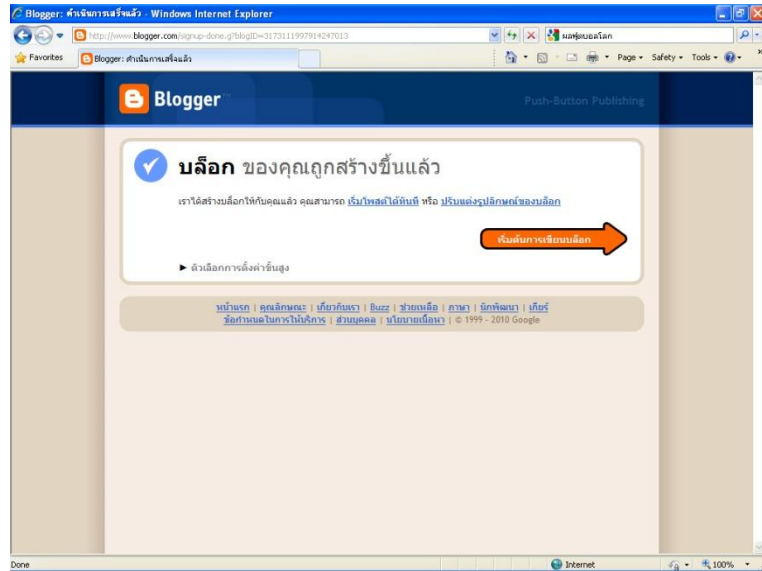 Blogger: ดำเนินการเสร็จแล้ว - Windows Internet Explorer
http://www.blogger.com/signup-done.g?blogID=3173111997914247013
ผลฟุตบอลโลก
Favorites
Blogger: ดำเนินการเสร็จแล้ว
Page
Safety
Tools
Blogger
Push-Button Publishing
บล็อก ของคุณถูกสร้างขึ้นแล้ว
เราได้สร้างบล็อกให้กับคุณแล้ว คุณสามารถ เริ่มโพสต์ได้ทันที หรือ ปรับแต่งรูปลักษณ์ของบล็อก
เริ่มต้นการเขียนบล็อก
► ตัวเลือกการตั้งค่าขั้นสูง
หน้าแรก | คุณลักษณะ | เกี่ยวกับเรา | Buzz | ช่วยเหลือ | ภาษา | นักพัฒนา | เกียร์
ข้อกำหนดในการให้บริการ | ส่วนบุคคล | นโยบายเนื้อหา | © 1999 - 2010 Google
Done
Internet
100%